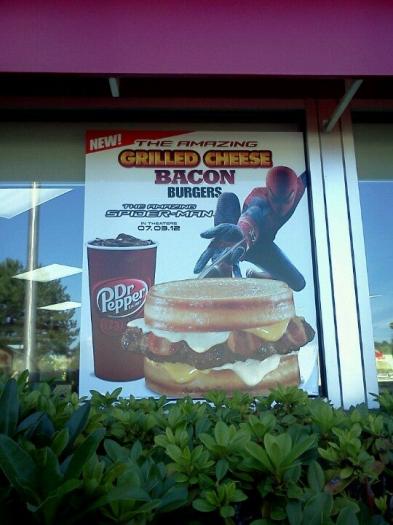 NEW!
THE AMAZING
GRILLED CHEESE
BACON
BURGERS
THE AMAZING
SPIDER-MAN
IN THEATERS
07.03.12
Dr
Pepper